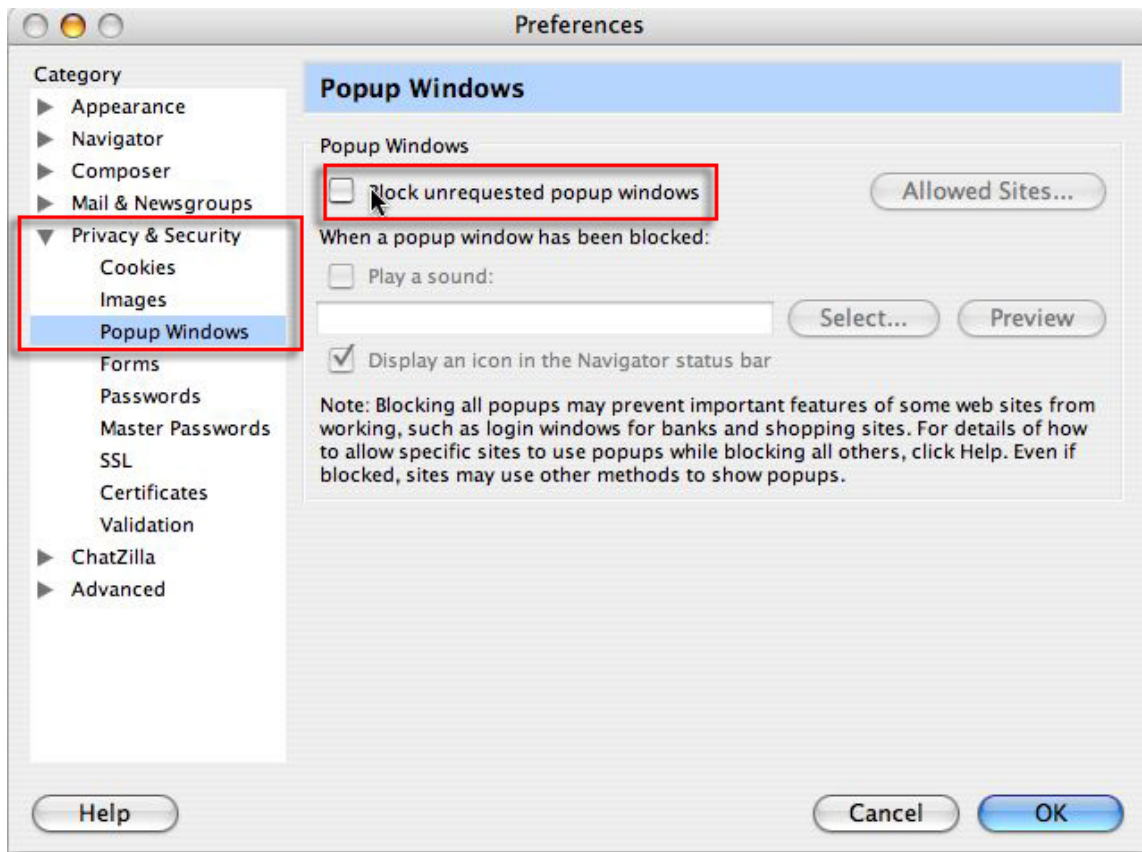 Preferences
Category
Appearance
Navigator
Composer
Mail & Newsgroups
Privacy & Security
Cookies
Images
Popup Windows
Forms
Passwords
Master Passwords
SSL
Certificates
Validation
ChatZilla
Advanced
Popup Windows
Popup Windows
Block unrequested popup windows
Allowed Sites...
When a popup window has been blocked:
Play a sound:
Select...
Preview
Display an icon in the Navigator status bar
Note: Blocking all popups may prevent important features of some web sites from
working, such as login windows for banks and shopping sites. For details of how
to allow specific sites to use popups while blocking all others, click Help. Even if
blocked, sites may use other methods to show popups.
Help
Cancel
OK